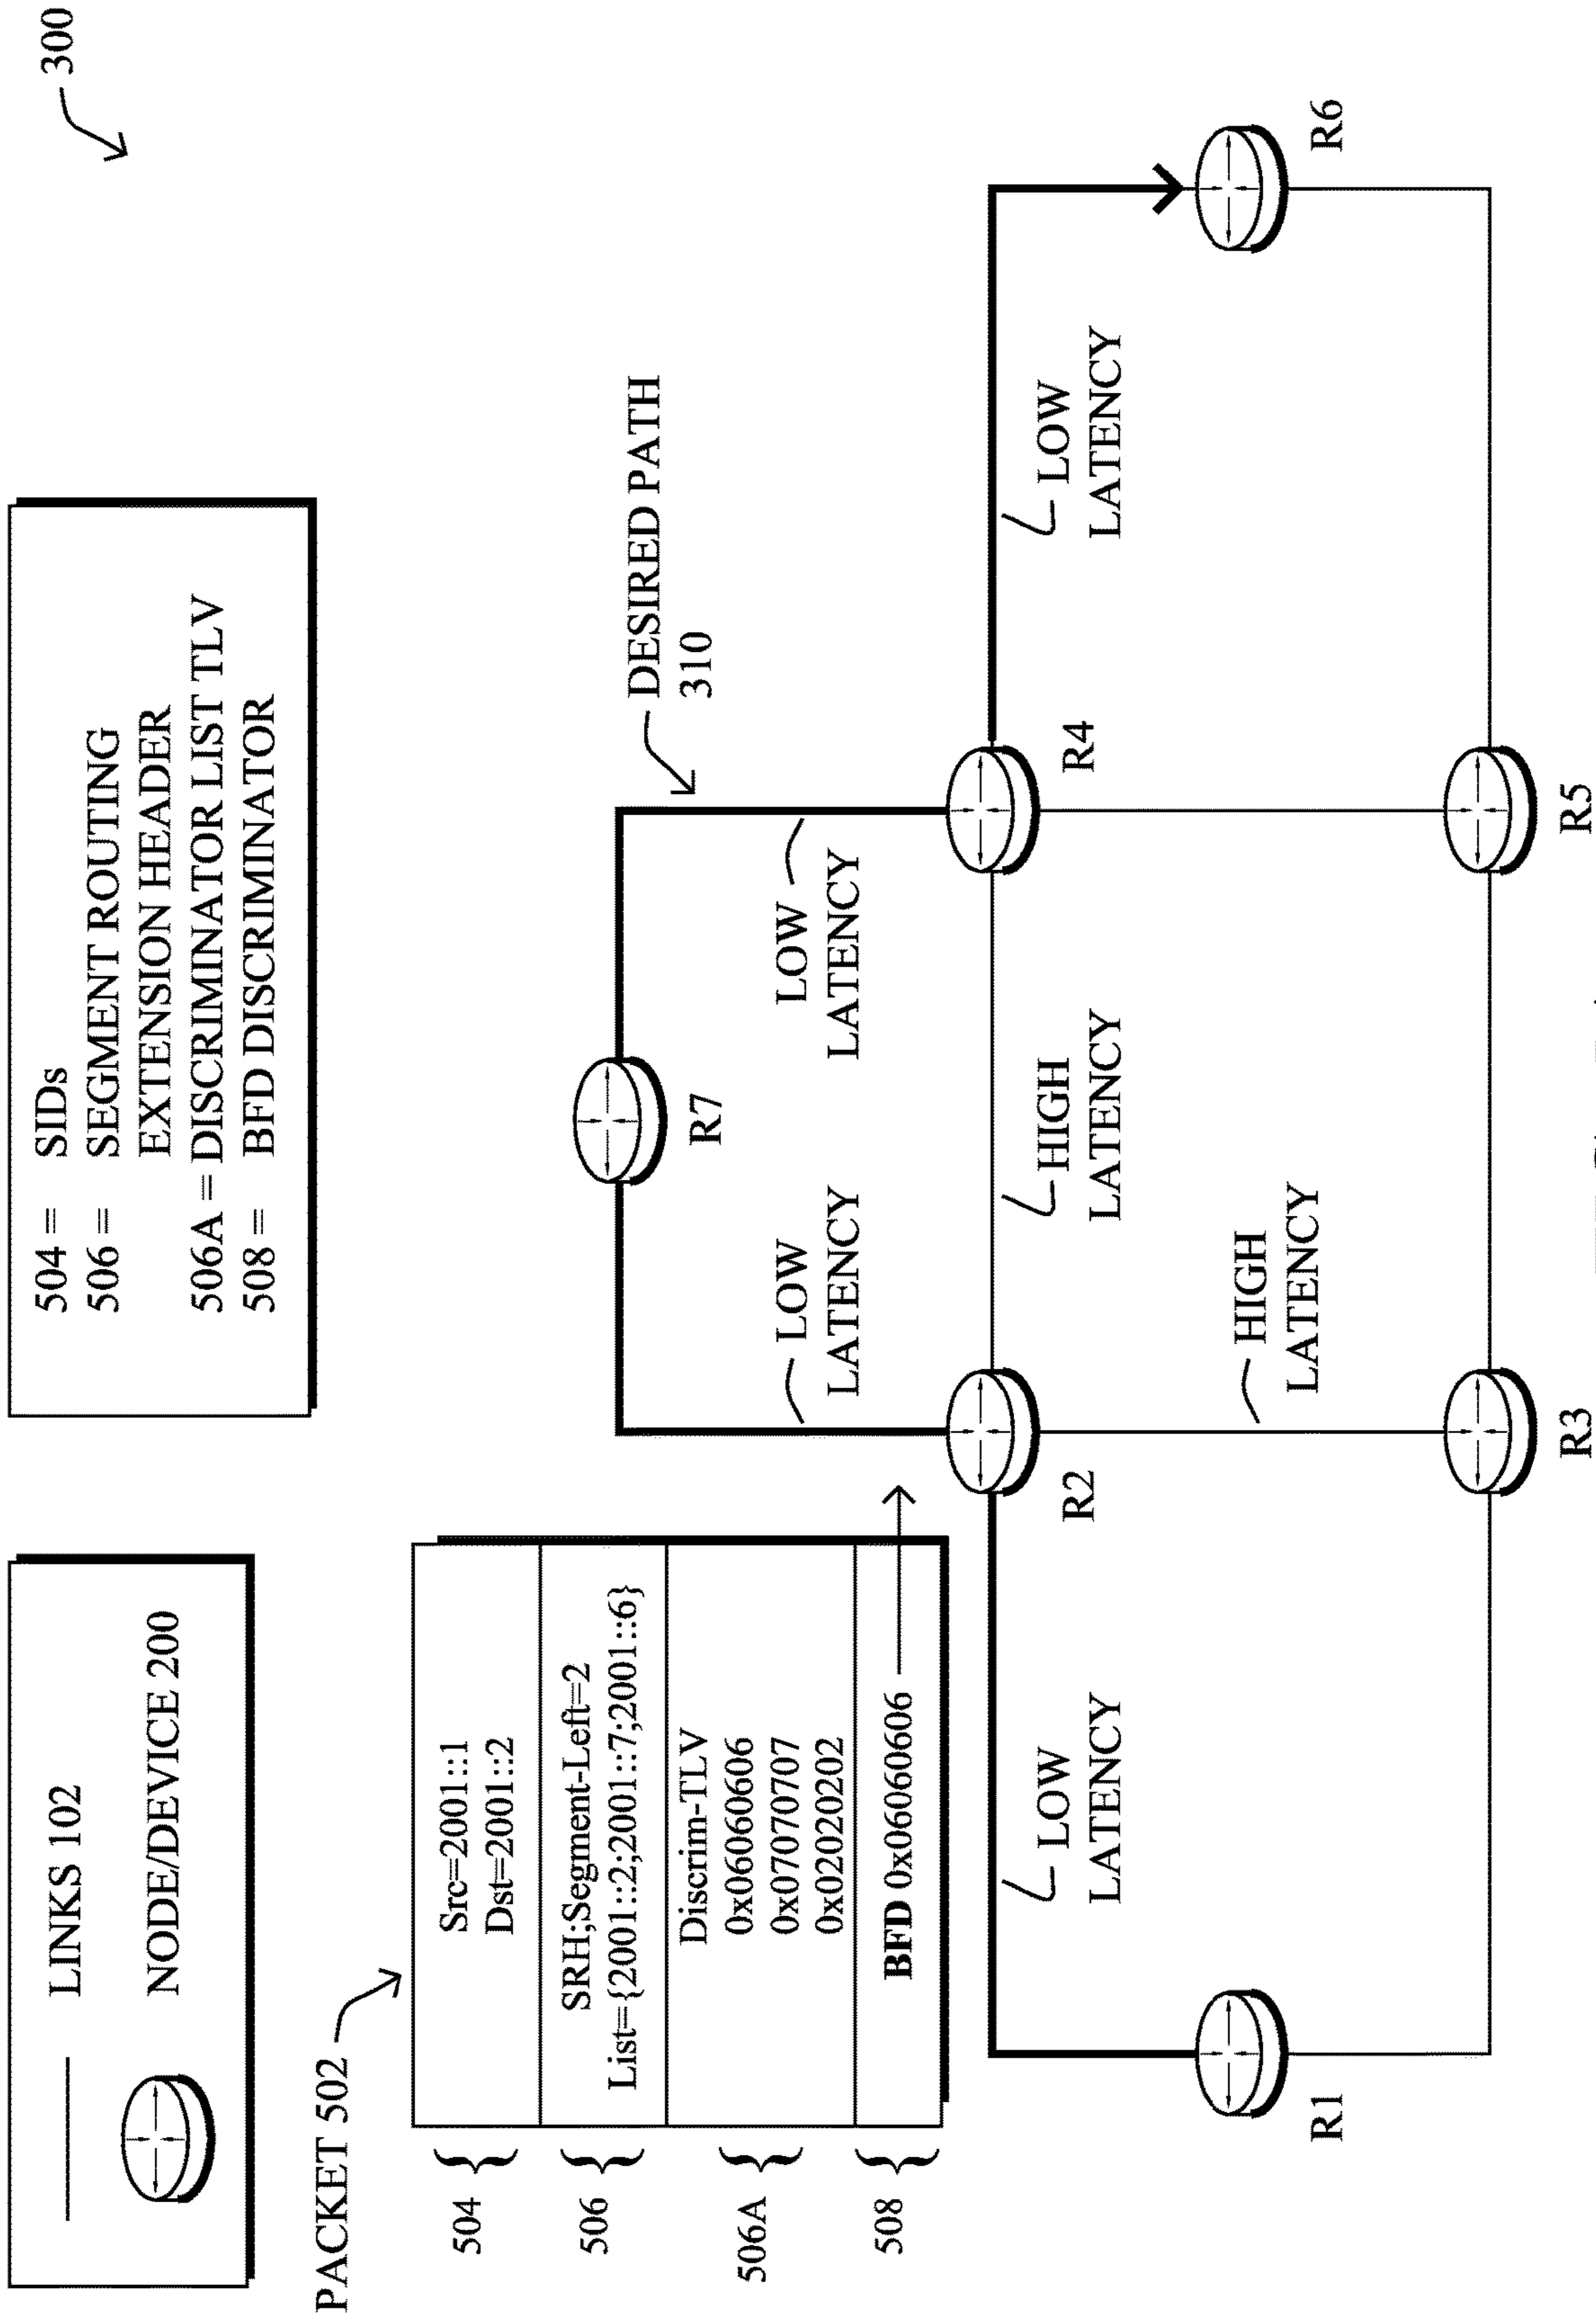 LINKS 102
NODE/DEVICE 200
504 = SIDs
506 = SEGMENT ROUTING
EXTENSION HEADER
506A = DISCRIMINATOR LIST TLV
508 = BFD DISCRIMINATOR
300
PACKET 502
504
Src=2001::1
Dst=2001::2
506
SRH;Segment-Left=2
List={2001::2;2001::7;2001::6}
506A
Discrim-TLV
0x6060606
0x7070707
0x2020202
508
BFD 0x06060606
DESIRED PATH
310
R7
LOW
LATENCY
LOW
LATENCY
LOW
LATENCY
R2
HIGH
LATENCY
R4
LOW
LATENCY
R1
HIGH
LATENCY
R6
R3
R5